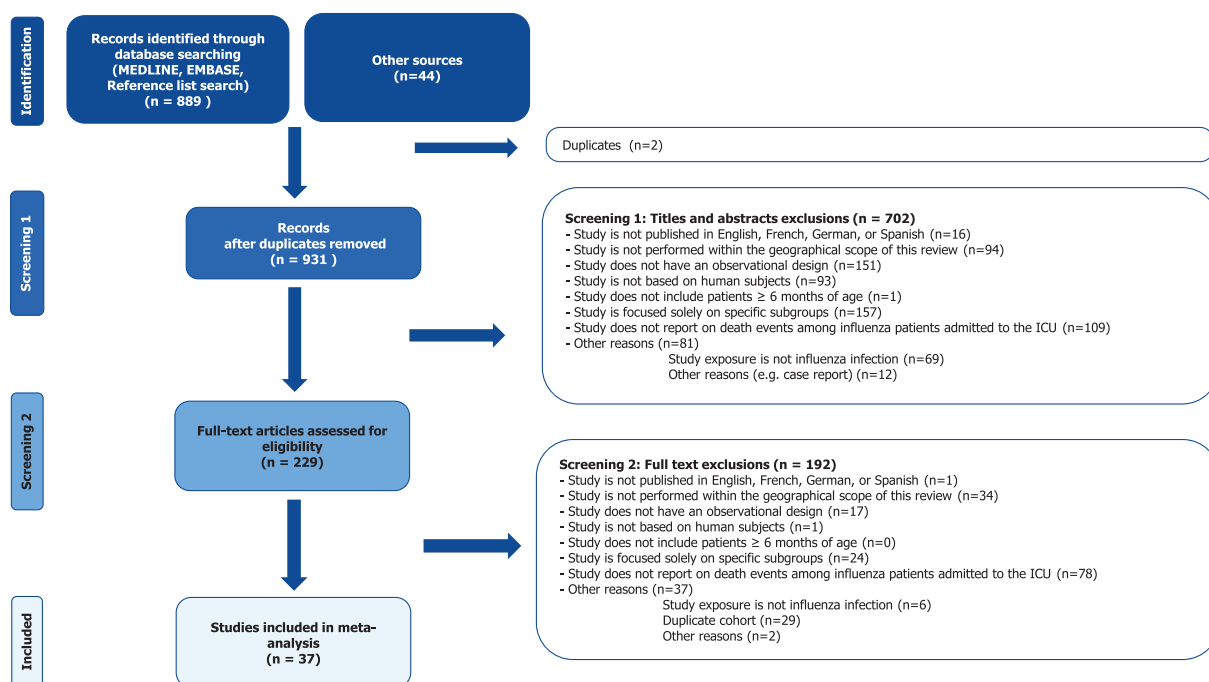 Identification
Records identified through
database searching
(MEDLINE, EMBASE,
Reference list search)
(n = 889 )
Other sources
(n=44)
Duplicates (n=2)
Screening 1
Records
after duplicates removed
(n = 931 )
Screening 1: Titles and abstracts exclusions (n = 702)
- Study is not published in English, French, German, or Spanish (n=16)
- Study is not performed within the geographical scope of this review (n=94)
- Study does not have an observational design (n=151)
- Study is not based on human subjects (n=93)
- Study does not include patients ≥ 6 months of age (n=1)
- Study is focused solely on specific subgroups (n=157)
- Study does not report on death events among influenza patients admitted to the ICU (n=109)
- Other reasons (n=81)
Study exposure is not influenza infection (n=69)
Other reasons (e.g. case report) (n=12)
Screening 2
Full-text articles assessed for
eligibility
(n = 229)
Screening 2: Full text exclusions (n = 192)
- Study is not published in English, French, German, or Spanish (n=1)
- Study is not performed within the geographical scope of this review (n=34)
- Study does not have an observational design (n=17)
- Study is not based on human subjects (n=1)
- Study does not include patients ≥ 6 months of age (n=0)
- Study is focused solely on specific subgroups (n=24)
- Study does not report on death events among influenza patients admitted to the ICU (n=78)
- Other reasons (n=37)
Study exposure is not influenza infection (n=6)
Duplicate cohort (n=29)
Other reasons (n=2)
Included
Studies included in meta-
analysis
(n = 37)